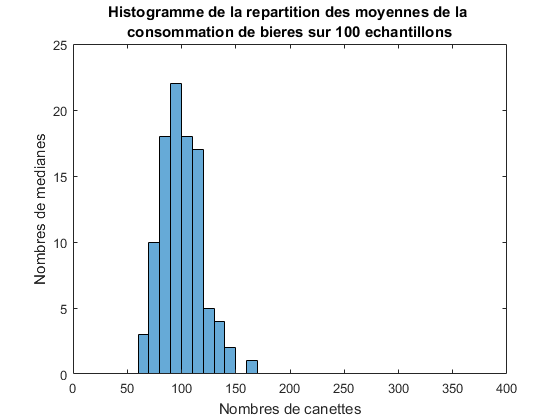 Histogramme de la repartition des moyennes de la
consommation de bieres sur 100 echantillons
25
20
15
10
5
0
Nombres de medianes
0 50 100 150 200 250 300 350 400
Nombres de canettes